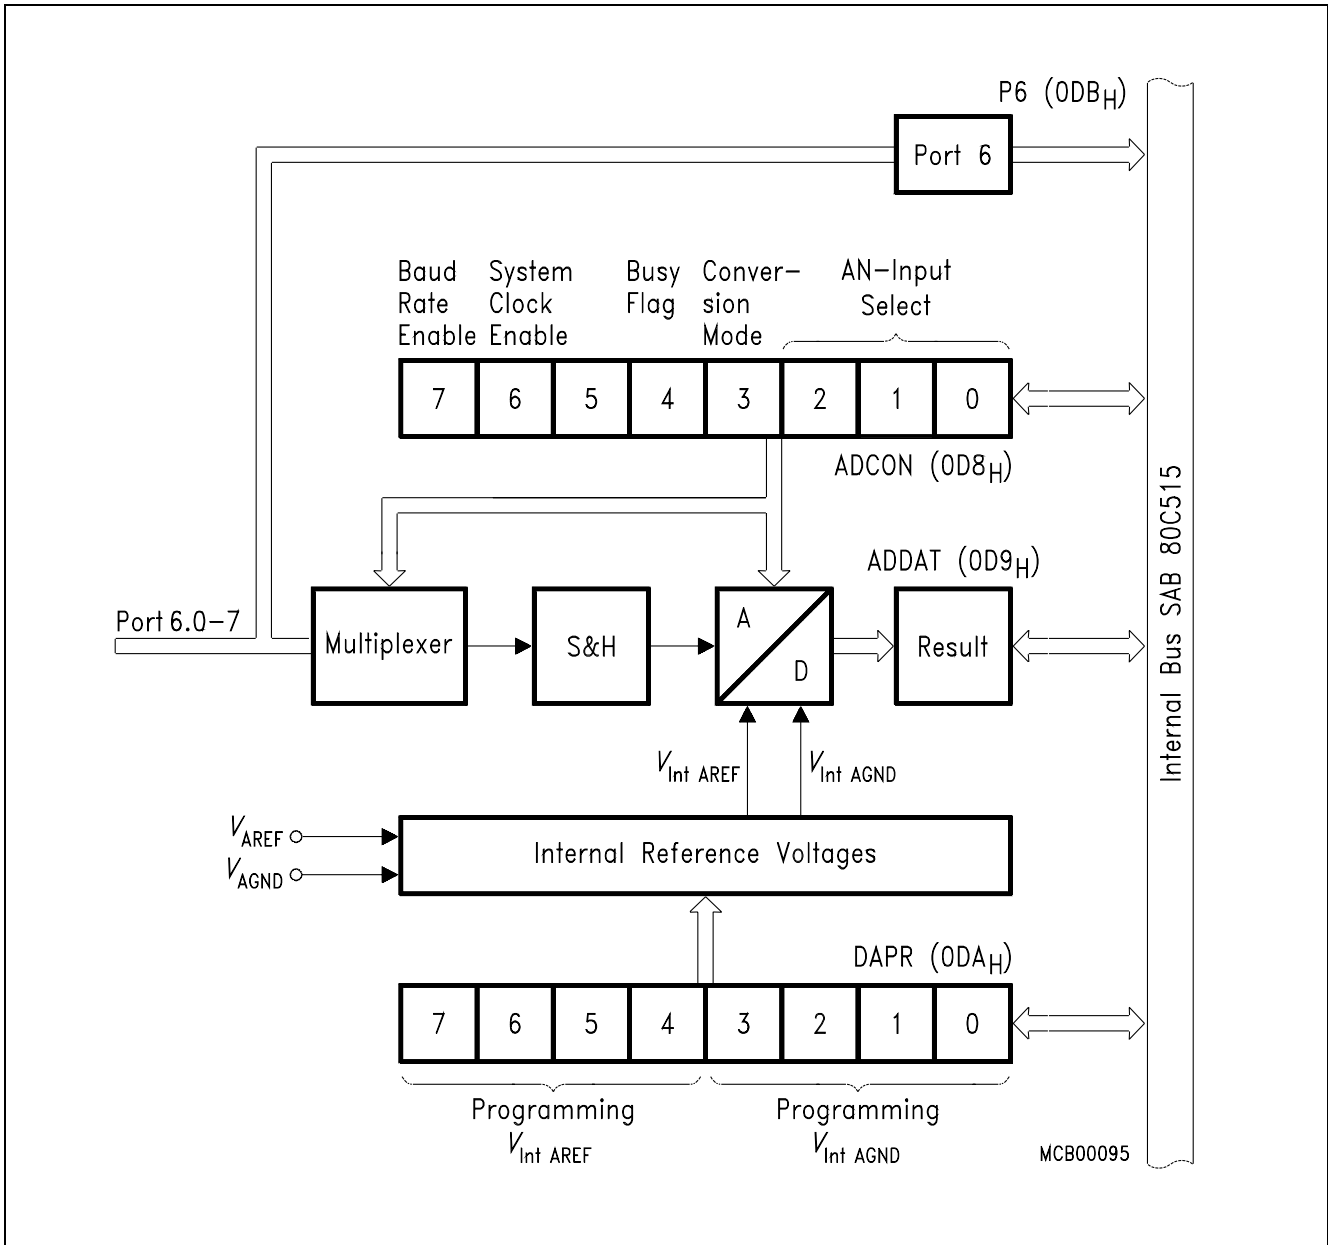 P6 (0DBH)
Port 6
Baud Rate Enable
System Clock Enable
Busy Flag
Conver-
sion
Mode
AN-Input
Select
7 6 5 4 3 2 1 0
ADCON (0D8H)
Internal Bus SAB 80C515
ADDAT (0D9H)
Port 6.0-7
Multiplexer
S&H
A
D
Result
VInt AREF
VInt AGND
VAREF
VAGND
Internal Reference Voltages
DAPR (0DAH)
7 6 5 4 3 2 1 0
Programming
VInt AREF
Programming
VInt AGND
MCB00095